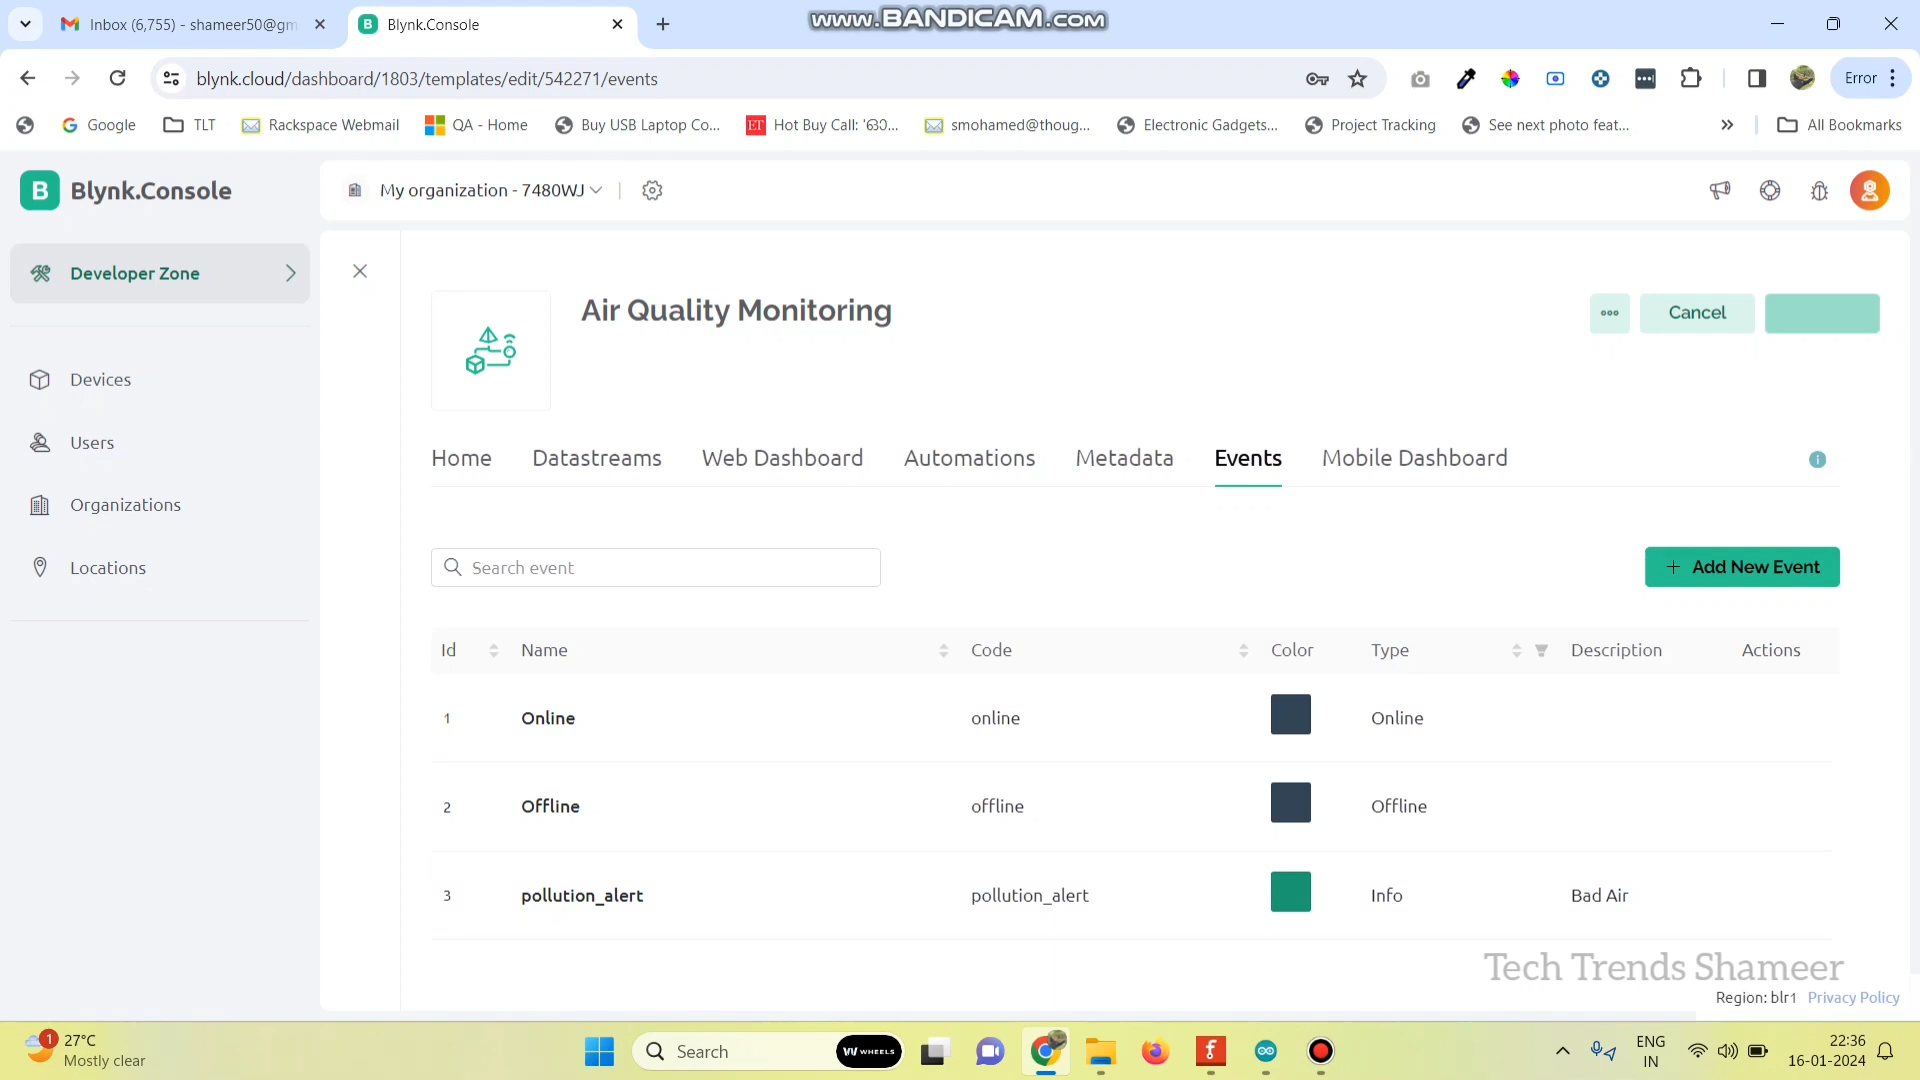 Inbox (6,755) - shameer50@gm
Blynk.Console
www.BANDICAM.com
blynk.cloud/dashboard/1803/templates/edit/542271/events
Error
Google
TLT
Rackspace Webmail
QA - Home
Buy USB Laptop Co...
ET
Hot Buy Call: '630...
smohamed@thoug...
Electronic Gadgets...
Project Tracking
See next photo feat...
All Bookmarks
B
Blynk.Console
My organization - 7480WJ
Developer Zone
Devices
Users
Organizations
Locations
Air Quality Monitoring
Cancel
Home
Datastreams
Web Dashboard
Automations
Metadata
Events
Mobile Dashboard
Search event
+ Add New Event
Id
Name
Code
Color
Type
Description
Actions
1 Online online Online
2 Offline offline Offline
3 pollution_alert pollution_alert Info Bad Air
Tech Trends Shameer
Region: blr1 Privacy Policy
1
27°C
Mostly clear
Search
WHEELS
ENG
IN
22:36
16-01-2024